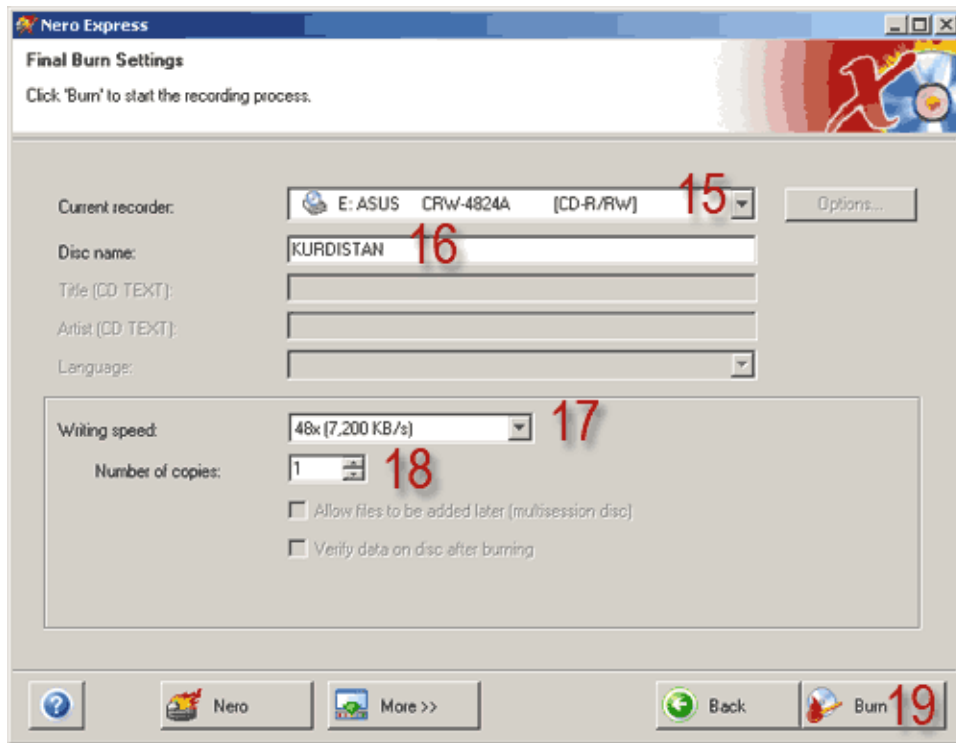 Nero Express
Final Burn Settings
Click 'Burn' to start the recording process.
Current recorder: E: ASUS CRW-4824A [CD-R/RW] 15 Options...
Disc name: KURDISTAN 16
Title (CD TEXT):
Artist (CD TEXT):
Language:
Writing speed: 48x (7,200 KB/s) 17
Number of copies: 1 18
Allow files to be added later (multisession disc)
Verify data on disc after burning
? Nero More >> Back Burn 19